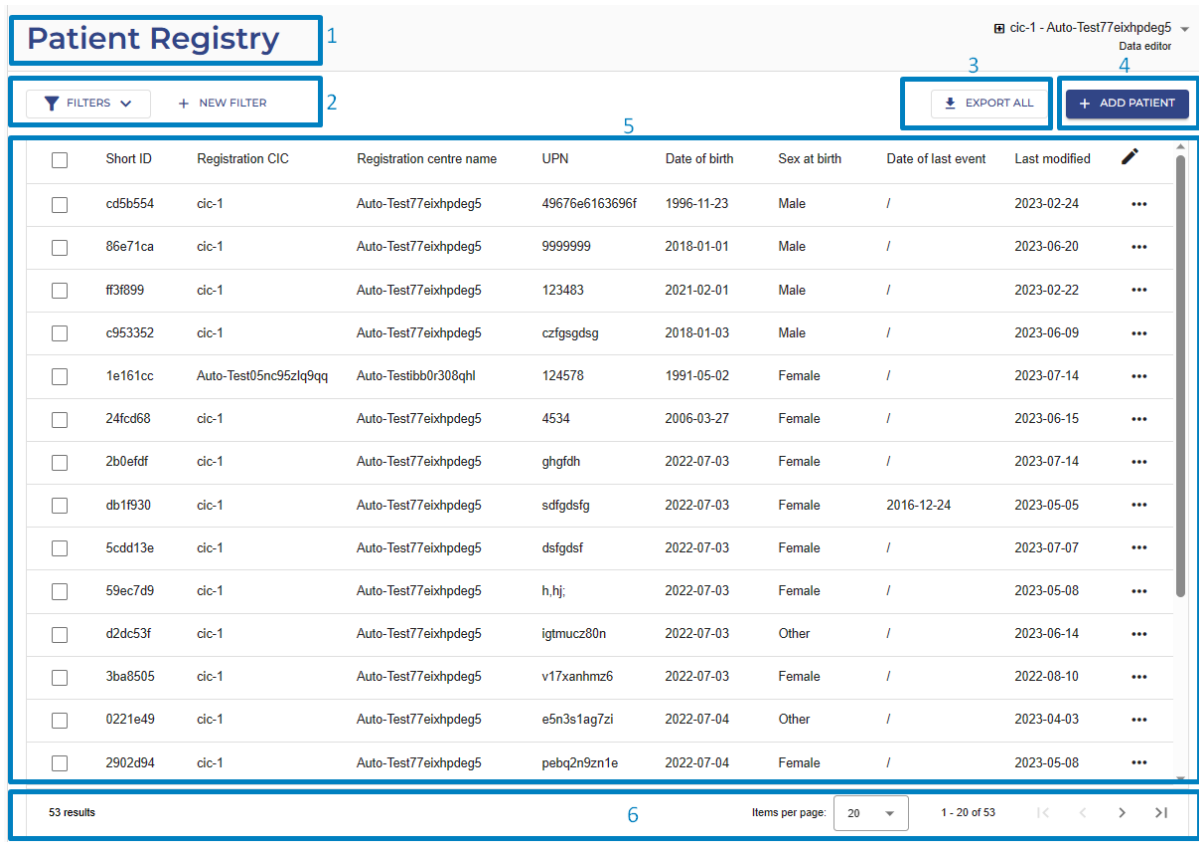 Patient Registry 1
cic-1 - Auto-Test77eixhpdeg5
Data editor
3 4
FILTERS + NEW FILTER 2 EXPORT ALL + ADD PATIENT
5
Short ID Registration CIC Registration centre name UPN Date of birth Sex at birth Date of last event Last modified
cd5b554 cic-1 Auto-Test77eixhpdeg5 49676e6163696f 1996-11-23 Male / 2023-02-24 •••
86e71ca cic-1 Auto-Test77eixhpdeg5 9999999 2018-01-01 Male / 2023-06-20 •••
ff3f899 cic-1 Auto-Test77eixhpdeg5 123483 2021-02-01 Male / 2023-02-22 •••
c953352 cic-1 Auto-Test77eixhpdeg5 czfgsgdsg 2018-01-03 Male / 2023-06-09 •••
1e161cc Auto-Test05nc95zlq9qq Auto-Testibb0r308qhl 124578 1991-05-02 Female / 2023-07-14 •••
24fcd68 cic-1 Auto-Test77eixhpdeg5 4534 2006-03-27 Female / 2023-06-15 •••
2b0efdf cic-1 Auto-Test77eixhpdeg5 ghgfdh 2022-07-03 Female / 2023-07-14 •••
db1f930 cic-1 Auto-Test77eixhpdeg5 sdfgdsfg 2022-07-03 Female 2016-12-24 2023-05-05 •••
5cdd13e cic-1 Auto-Test77eixhpdeg5 dsfgdsf 2022-07-03 Female / 2023-07-07 •••
59ec7d9 cic-1 Auto-Test77eixhpdeg5 h,hj; 2022-07-03 Female / 2023-05-08 •••
d2dc53f cic-1 Auto-Test77eixhpdeg5 igtmucz80n 2022-07-03 Other / 2023-06-14 •••
3ba8505 cic-1 Auto-Test77eixhpdeg5 v17xanhmz6 2022-07-03 Female / 2022-08-10 •••
0221e49 cic-1 Auto-Test77eixhpdeg5 e5n3s1ag7zi 2022-07-04 Other / 2023-04-03 •••
2902d94 cic-1 Auto-Test77eixhpdeg5 pebq2n9zn1e 2022-07-04 Female / 2023-05-08 •••
53 results 6 Items per page: 20 1 - 20 of 53